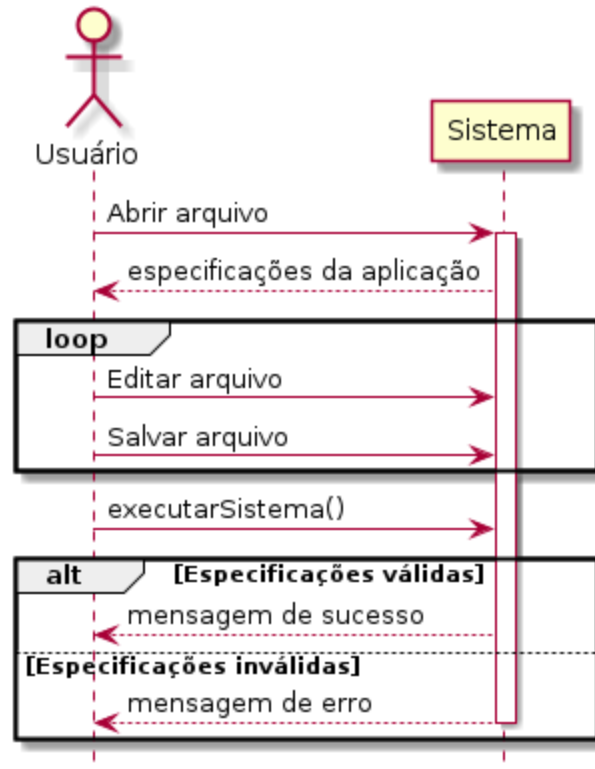 Usuário
Sistema
Abrir arquivo
especificações da aplicação
loop
Editar arquivo
Salvar arquivo
executarSistema()
alt [Especificações válidas]
mensagem de sucesso
[Especificações inválidas]
mensagem de erro